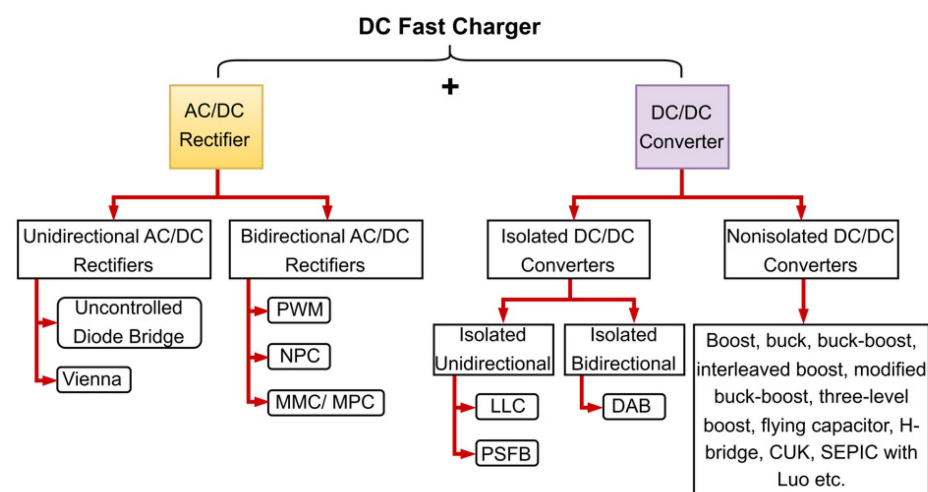 DC Fast Charger
+
AC/DC
Rectifier
DC/DC
Converter
Unidirectional AC/DC
Rectifiers
Bidirectional AC/DC
Rectifiers
Isolated DC/DC
Converters
Nonisolated DC/DC
Converters
Uncontrolled
Diode Bridge
Vienna
PWM
NPC
MMC/ MPC
Isolated
Unidirectional
Isolated
Bidirectional
LLC
PSFB
DAB
Boost, buck, buck-boost,
interleaved boost, modified
buck-boost, three-level
boost, flying capacitor, H-
bridge, CUK, SEPIC with
Luo etc.